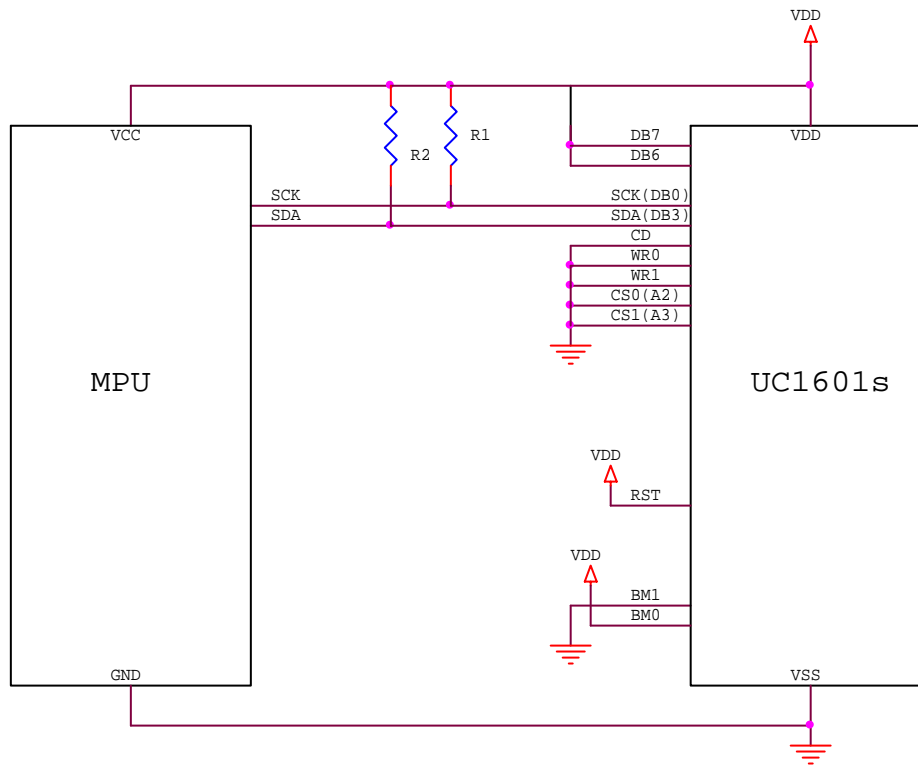 VDD
VCC
VDD
DB7
DB6
R2
R1
SCK
SDA
SCK(DB0)
SDA(DB3)
CD
WR0
WR1
CS0(A2)
CS1(A3)
MPU
UC1601s
VDD
RST
VDD
BM1
BM0
GND
VSS